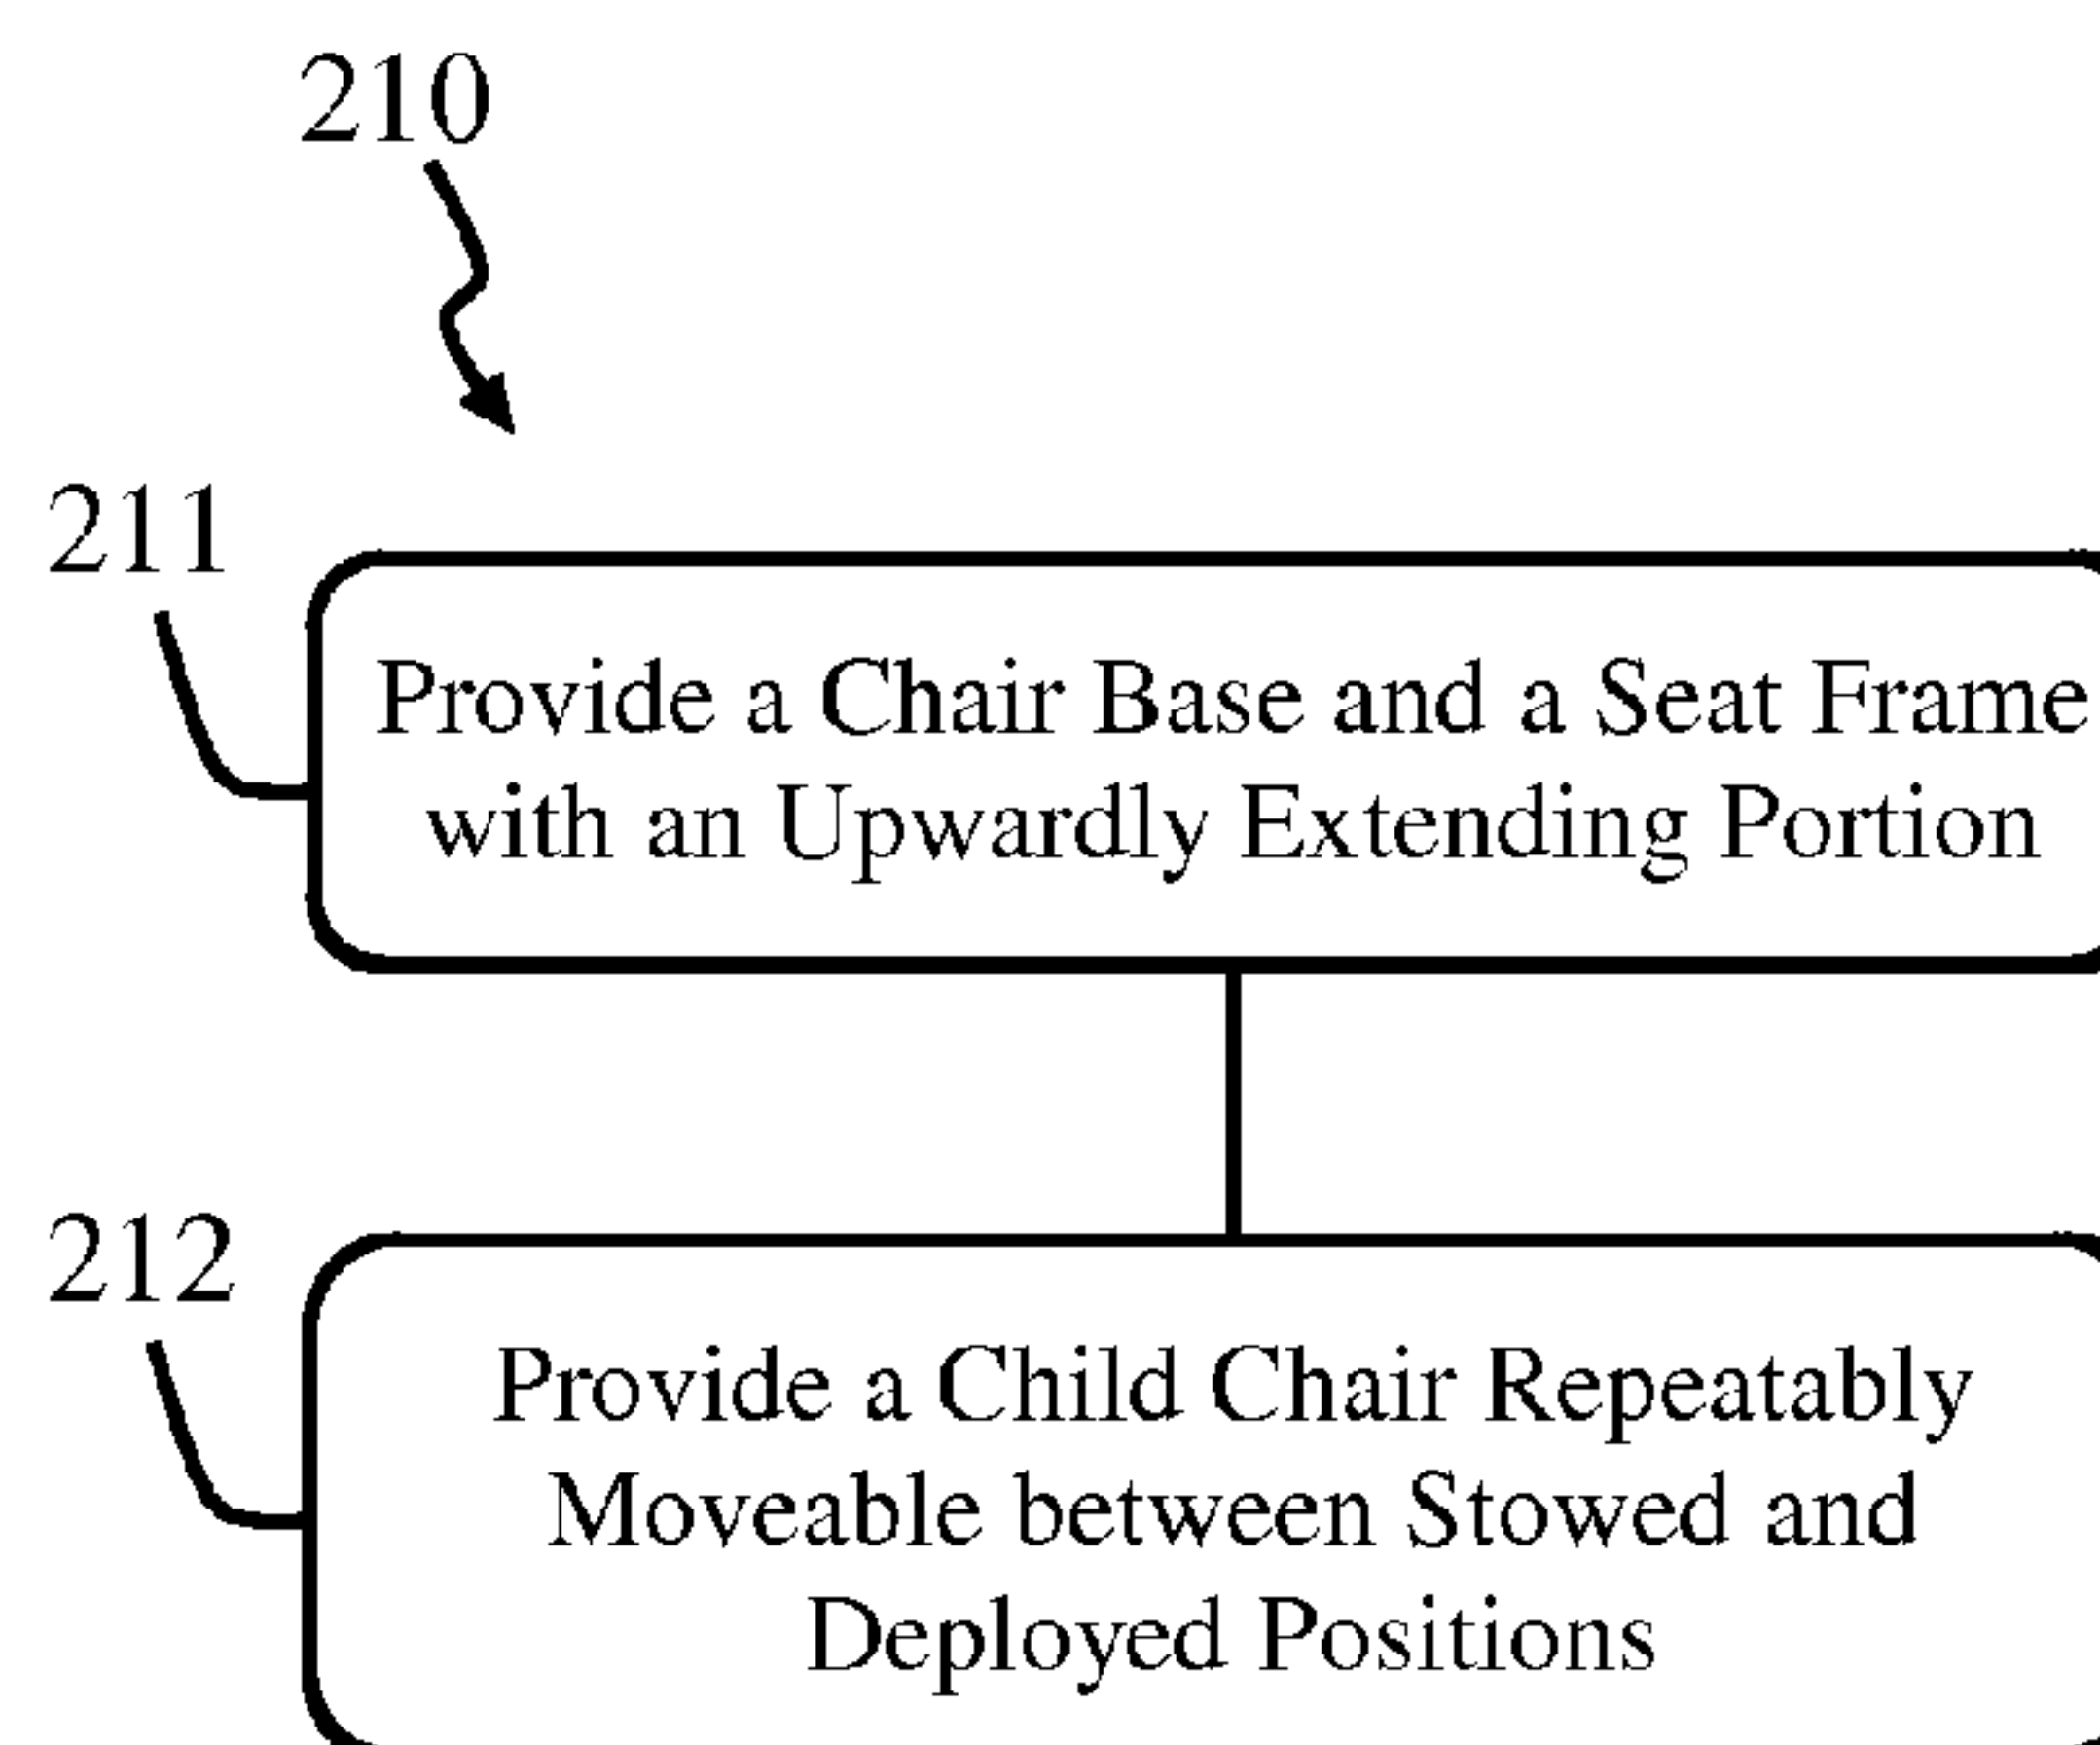 210
211
Provide a Chair Base and a Seat Frame
with an Upwardly Extending Portion
212
Provide a Child Chair Repeatably
Moveable between Stowed and
Deployed Positions